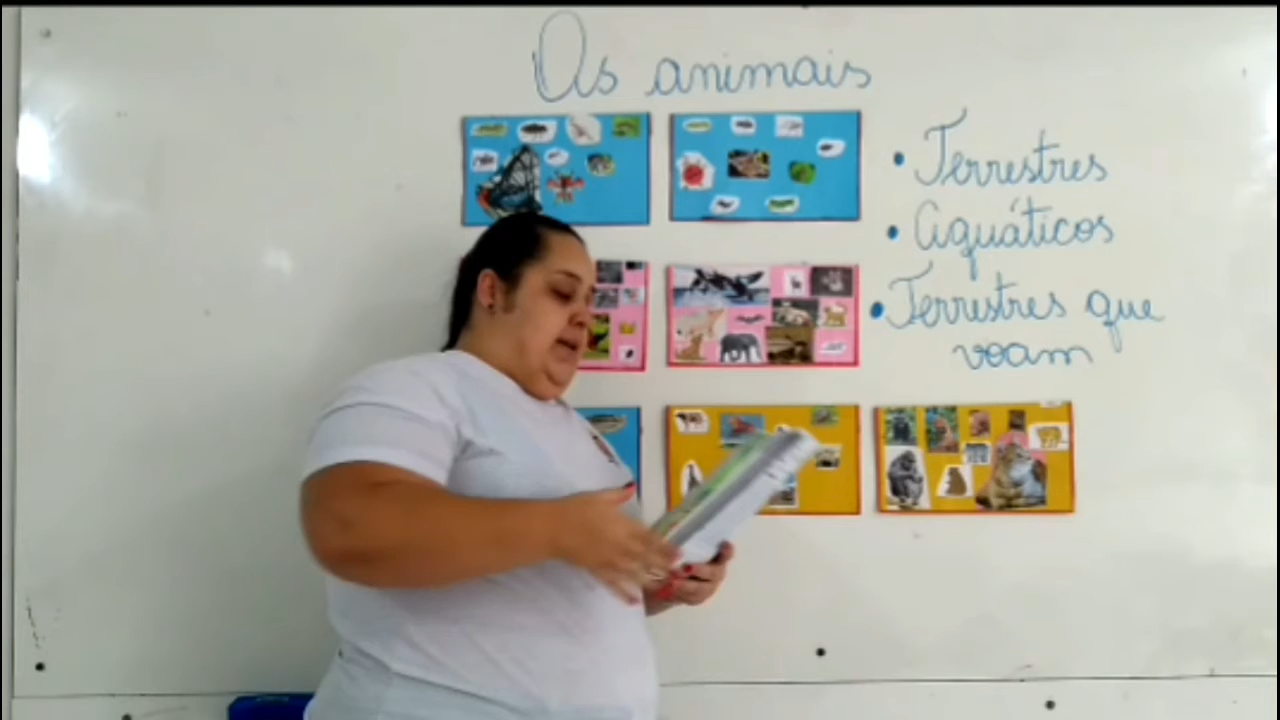 Os animais
• Terrestres
• Aquáticos
• Terrestres que
voam